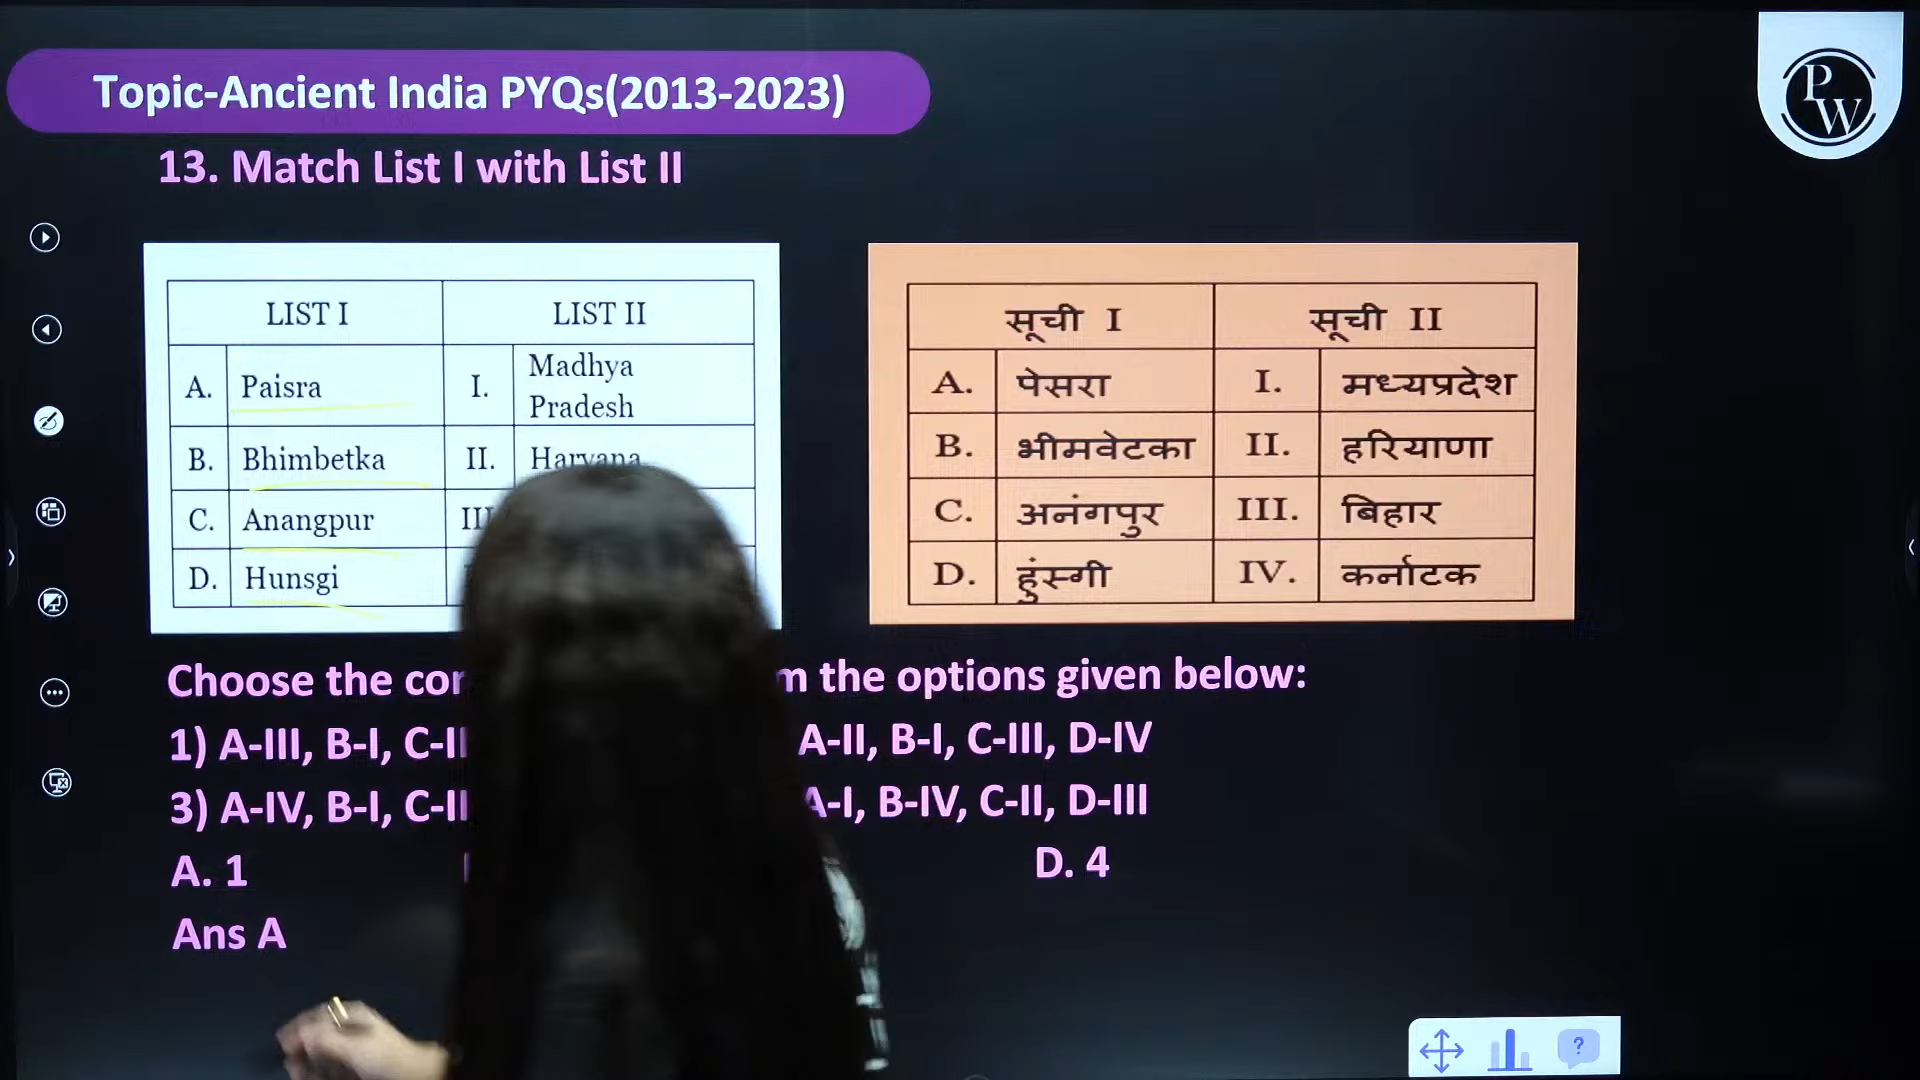 Topic-Ancient India PYQs(2013-2023)
PW
13. Match List I with List II
LIST I LIST II
A. Paisra I. Madhya Pradesh
B. Bhimbetka II. Haryana
C. Anangpur
D. Hunsgi
सूची I सूची II
A. पेसरा I. मध्यप्रदेश
B. भीमवेटका II. हरियाणा
C. अनंगपुर III. बिहार
D. हुंस्गी IV. कर्नाटक
Choose the the options given below:
1) A-III, B-I, A-II, B-I, C-III, D-IV
3) A-IV, B-I, A-I, B-IV, C-II, D-III
A. 1 D. 4
Ans A